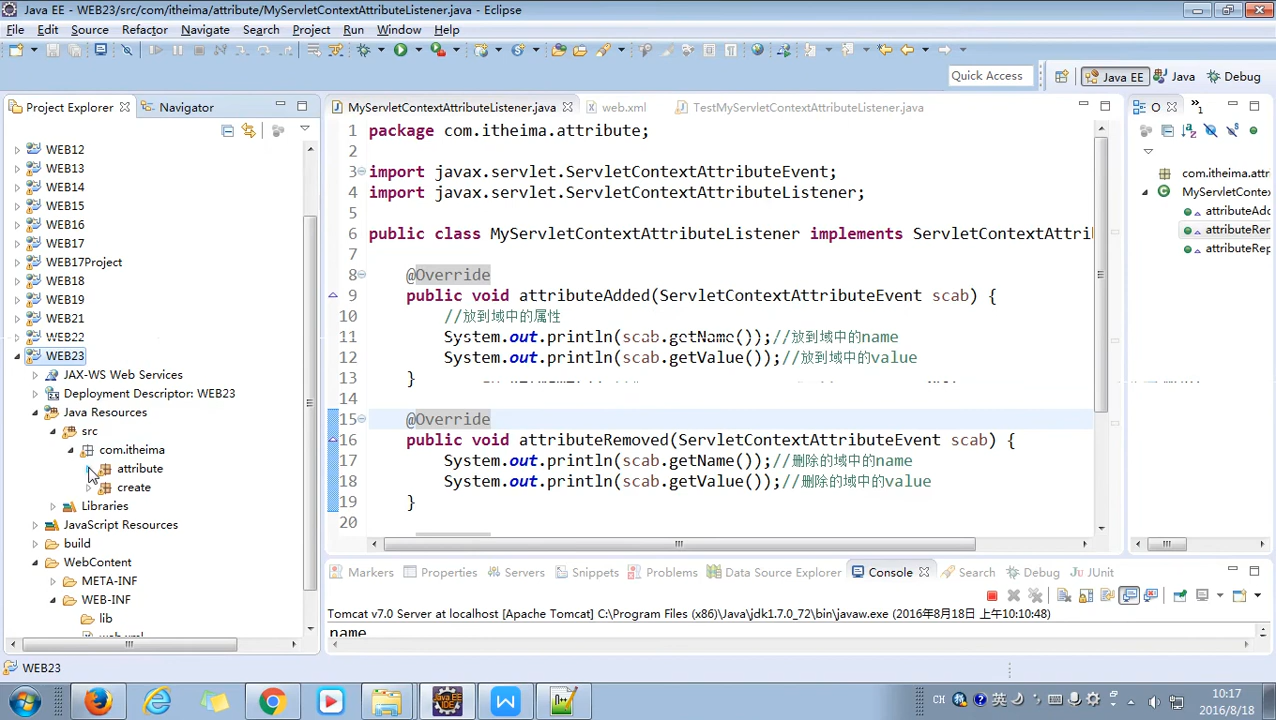 Java EE - WEB23/src/com/itheima/attribute/MyServletContextAttributeListener.java - Eclipse
File Edit Source Refactor Navigate Search Project Run Window Help
Quick Access
Java EE
Java
Debug
Project Explorer
Navigator
MyServletContextAttributeListener.java
web.xml
TestMyServletContextAttributeListener.java
O
»1
WEB12
WEB13
WEB14
WEB15
WEB16
WEB17
WEB17Project
WEB18
WEB19
WEB21
WEB22
WEB23
JAX-WS Web Services
Deployment Descriptor: WEB23
Java Resources
src
com.itheima
attribute
create
Libraries
JavaScript Resources
build
WebContent
META-INF
WEB-INF
lib
web.xml
1 package com.itheima.attribute;
2
3 import javax.servlet.ServletContextAttributeEvent;
4 import javax.servlet.ServletContextAttributeListener;
5
6 public class MyServletContextAttributeListener implements ServletContextAttri
7
8 @Override
9 public void attributeAdded(ServletContextAttributeEvent scab) {
10 //放到域中的属性
11 System.out.println(scab.getName());//放到域中的name
12 System.out.println(scab.getValue());//放到域中的value
13 }
14
15 @Override
16 public void attributeRemoved(ServletContextAttributeEvent scab) {
17 System.out.println(scab.getName());//删除的域中的name
18 System.out.println(scab.getValue());//删除的域中的value
19 }
20
com.itheima.attr
MyServletConte
attributeAdd
attributeRer
attributeRep
Markers
Properties
Servers
Snippets
Problems
Data Source Explorer
Console
Search
Debug
JUnit
Tomcat v7.0 Server at localhost [Apache Tomcat] C:\Program Files (x86)\Java\jdk1.7.0_72\bin\javaw.exe (2016年8月18日 上午10:10:48)
name
WEB23
CH
英
10:17
2016/8/18